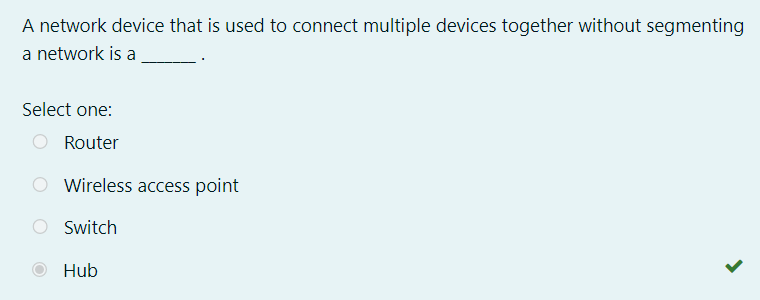 A network device that is used to connect multiple devices together without segmenting
a network is a _______ .
Select one:
Router
Wireless access point
Switch
Hub